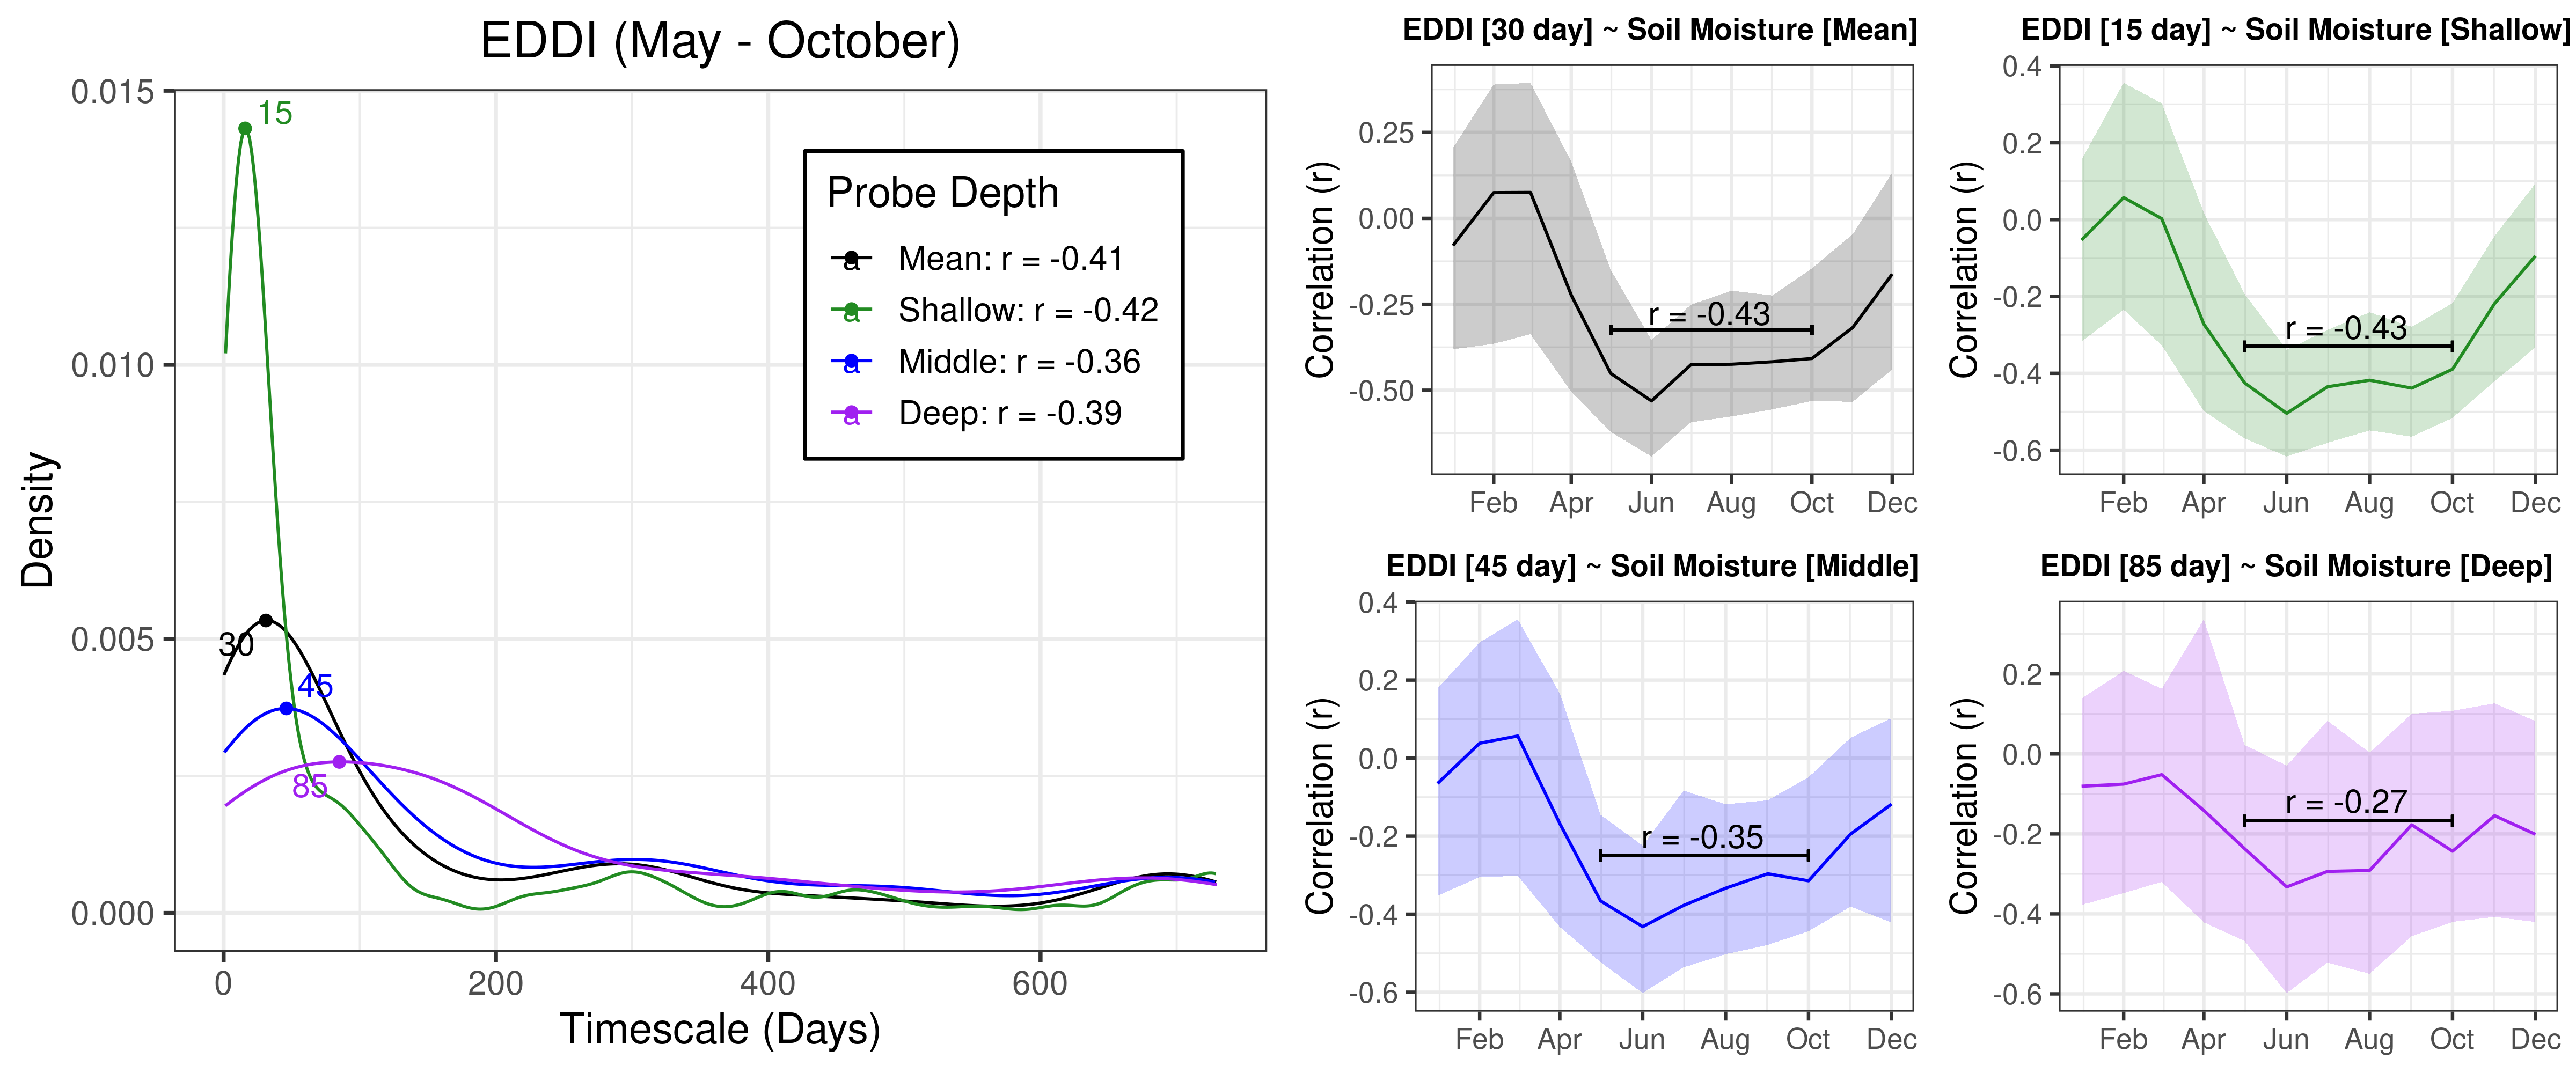 EDDI (May - October)
Density
0.015
0.010
0.005
0.000
15
30
45
85
Probe Depth
a Mean: r = -0.41
a Shallow: r = -0.42
a Middle: r = -0.36
a Deep: r = -0.39
0 200 400 600
Timescale (Days)
EDDI [30 day] ~ Soil Moisture [Mean]
Correlation (r)
0.25
0.00
-0.25
-0.50
r = -0.43
Feb Apr Jun Aug Oct Dec
EDDI [15 day] ~ Soil Moisture [Shallow]
Correlation (r)
0.4
0.2
0.0
-0.2
-0.4
-0.6
r = -0.43
Feb Apr Jun Aug Oct Dec
EDDI [45 day] ~ Soil Moisture [Middle]
Correlation (r)
0.4
0.2
0.0
-0.2
-0.4
-0.6
r = -0.35
Feb Apr Jun Aug Oct Dec
EDDI [85 day] ~ Soil Moisture [Deep]
Correlation (r)
0.2
0.0
-0.2
-0.4
-0.6
r = -0.27
Feb Apr Jun Aug Oct Dec